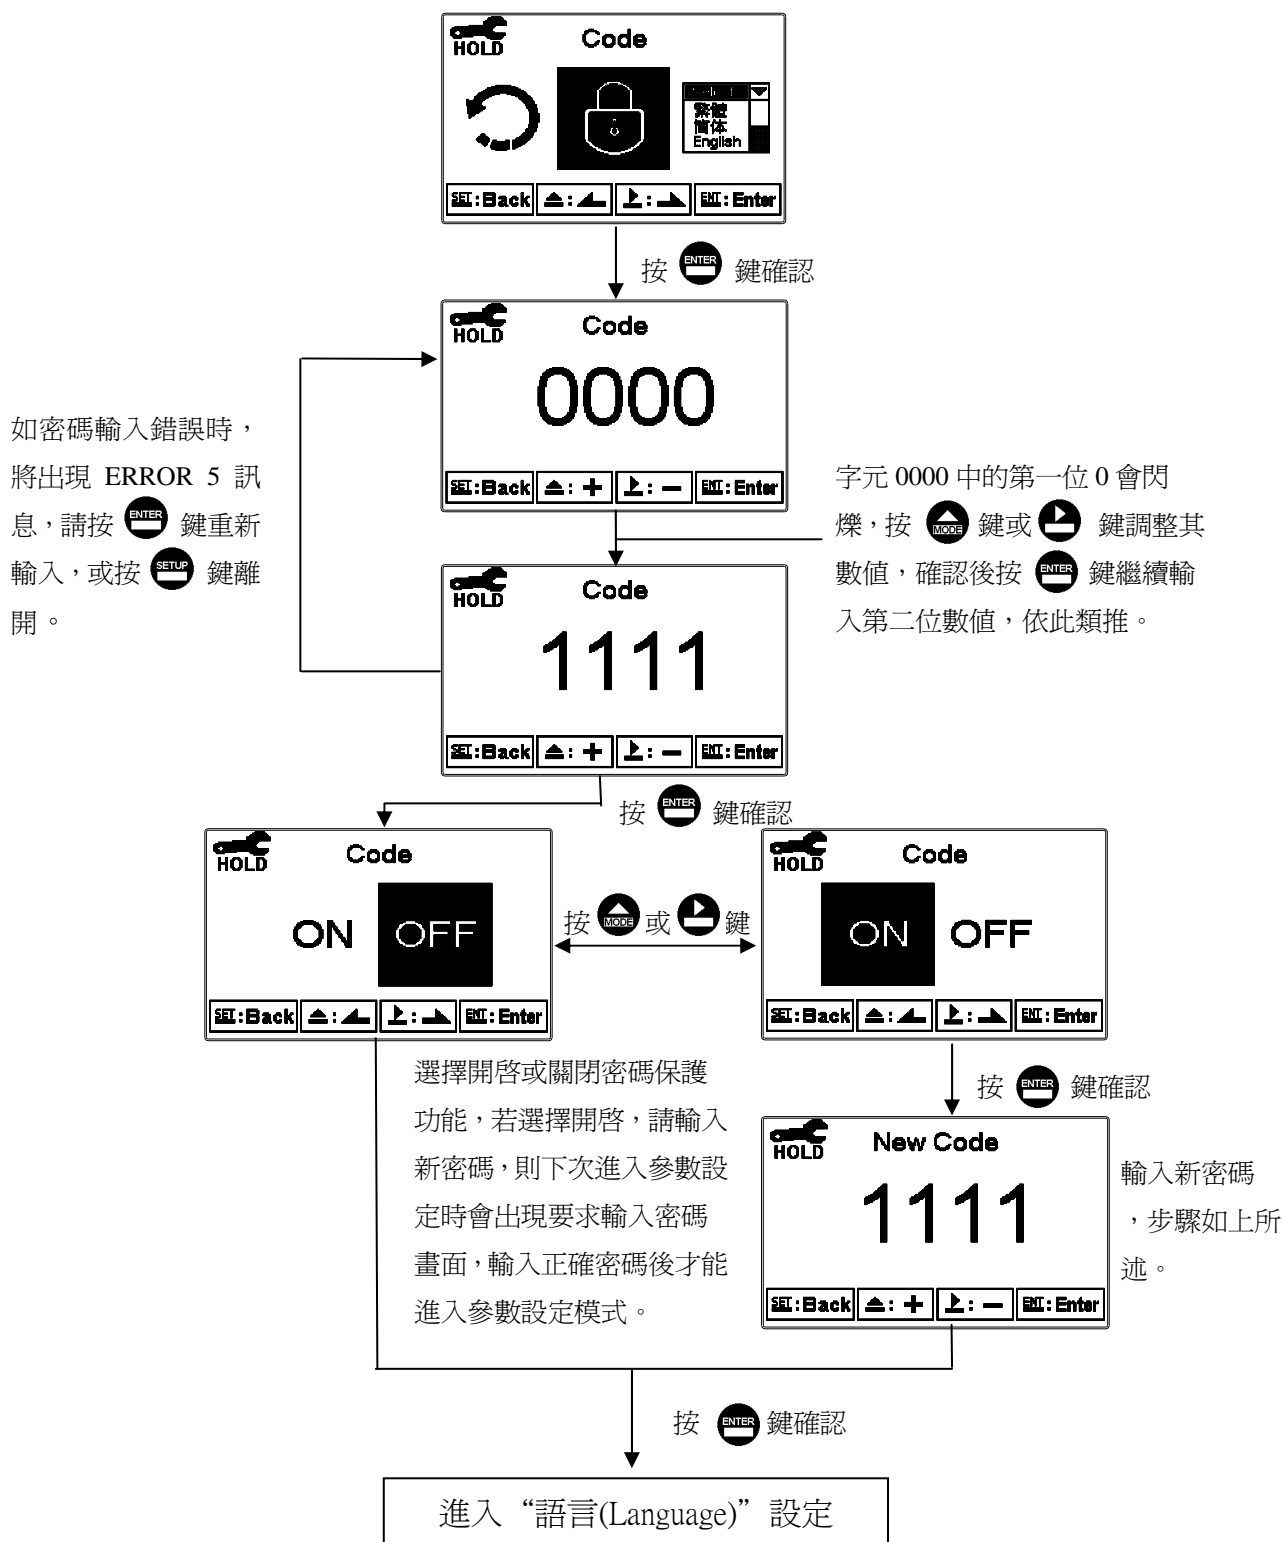 HOLD
Code
繁體
简体
English
SET:Back
ENT:Enter
按 ENTER 鍵確認
HOLD
Code
0000
SET:Back
: +
: －
ENT:Enter
如密碼輸入錯誤時，
將出現 ERROR 5 訊
息，請按 ENTER 鍵重新
輸入，或按 SETUP 鍵離
開。
字元 0000 中的第一位 0 會閃
爍，按 MODE 鍵或 鍵調整其
數值，確認後按 ENTER 鍵繼續輸
入第二位數值，依此類推。
HOLD
Code
1111
SET:Back
: +
: －
ENT:Enter
按 ENTER 鍵確認
HOLD
Code
ON OFF
SET:Back
ENT:Enter
按 MODE 或 鍵
HOLD
Code
ON OFF
SET:Back
ENT:Enter
選擇開啓或關閉密碼保護
功能，若選擇開啓，請輸入
新密碼，則下次進入參數設
定時會出現要求輸入密碼
畫面，輸入正確密碼後才能
進入參數設定模式。
按 ENTER 鍵確認
HOLD
New Code
1111
SET:Back
: +
: －
ENT:Enter
輸入新密碼
，步驟如上所
述。
按 ENTER 鍵確認
進入“語言(Language)”設定